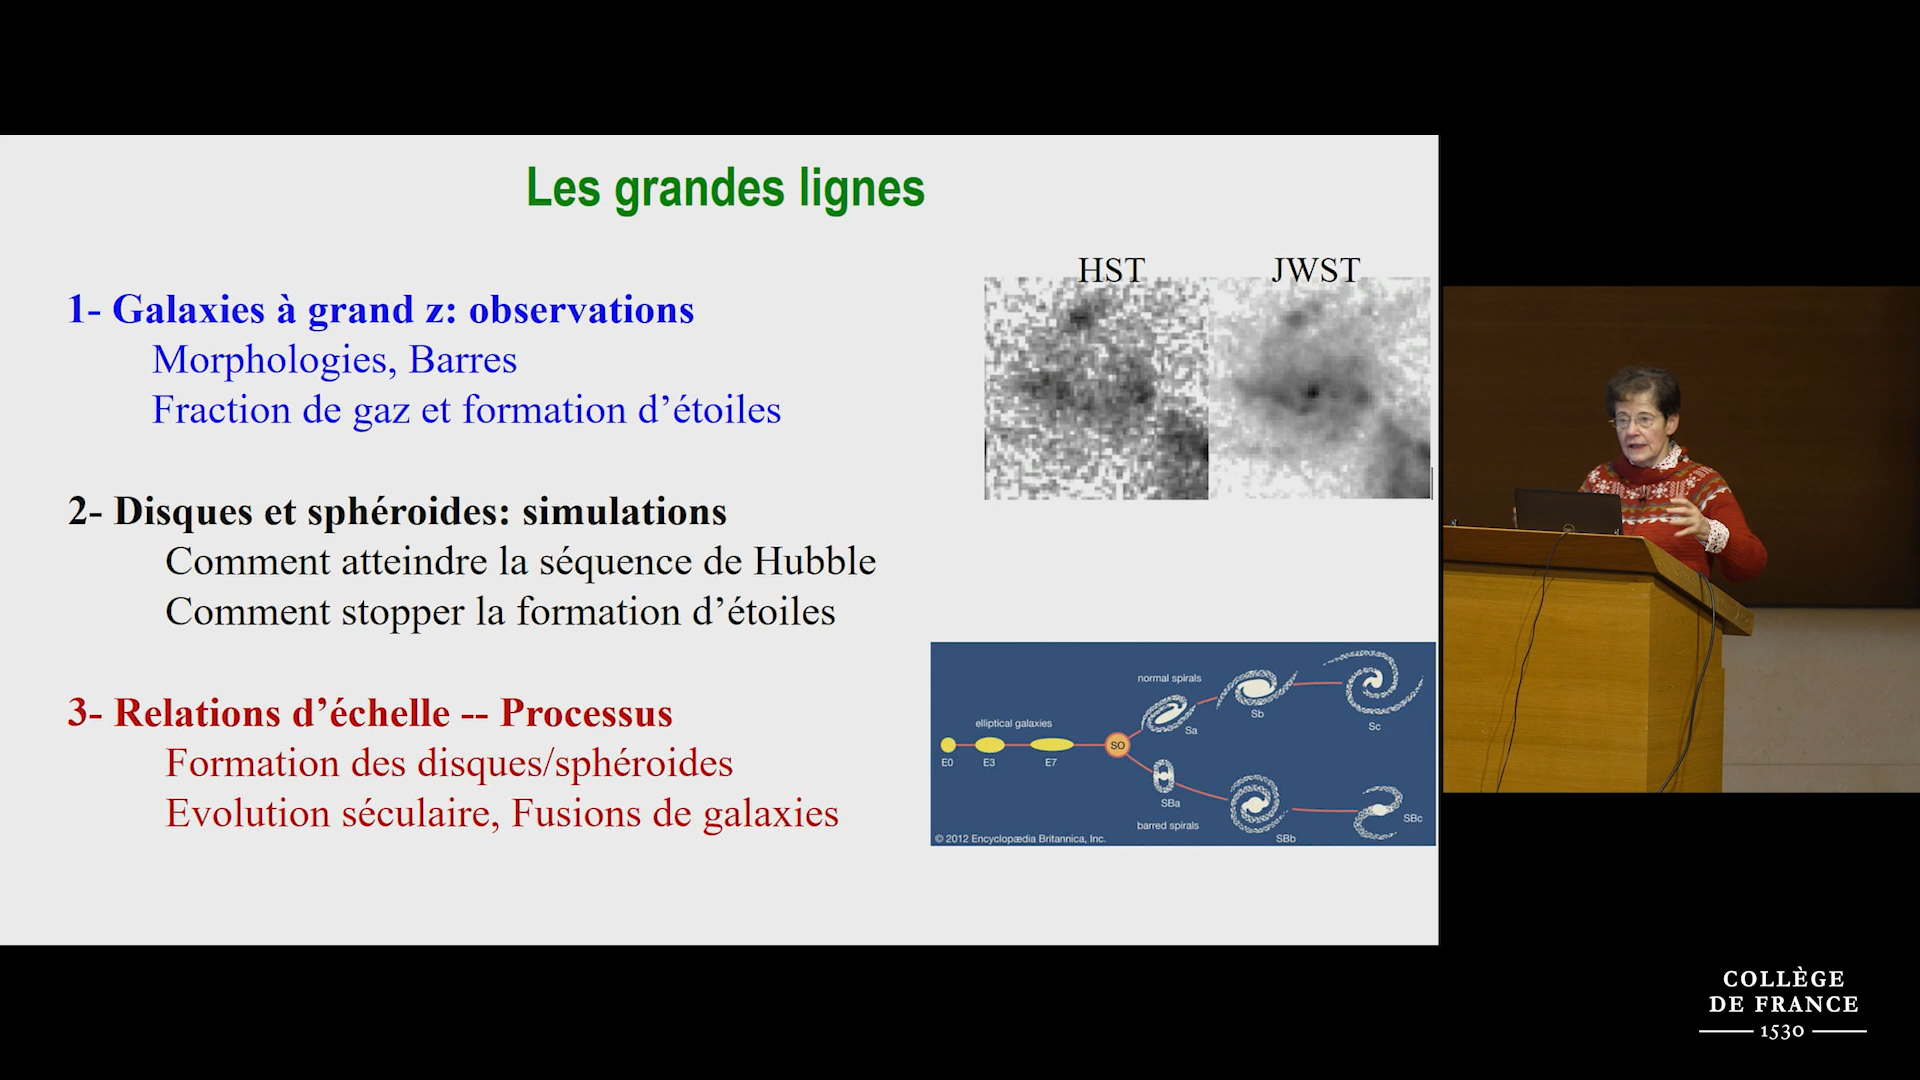 Les grandes lignes
1- Galaxies à grand z: observations
Morphologies, Barres
Fraction de gaz et formation d’étoiles
2- Disques et sphéroides: simulations
Comment atteindre la séquence de Hubble
Comment stopper la formation d’étoiles
3- Relations d’échelle -- Processus
Formation des disques/sphéroides
Evolution séculaire, Fusions de galaxies
HST
JWST
normal spirals
elliptical galaxies
E0
E3
E7
SO
Sa
Sb
Sc
SBa
SBb
SBc
barred spirals
© 2012 Encyclopædia Britannica, Inc.
COLLÈGE
DE FRANCE
1530